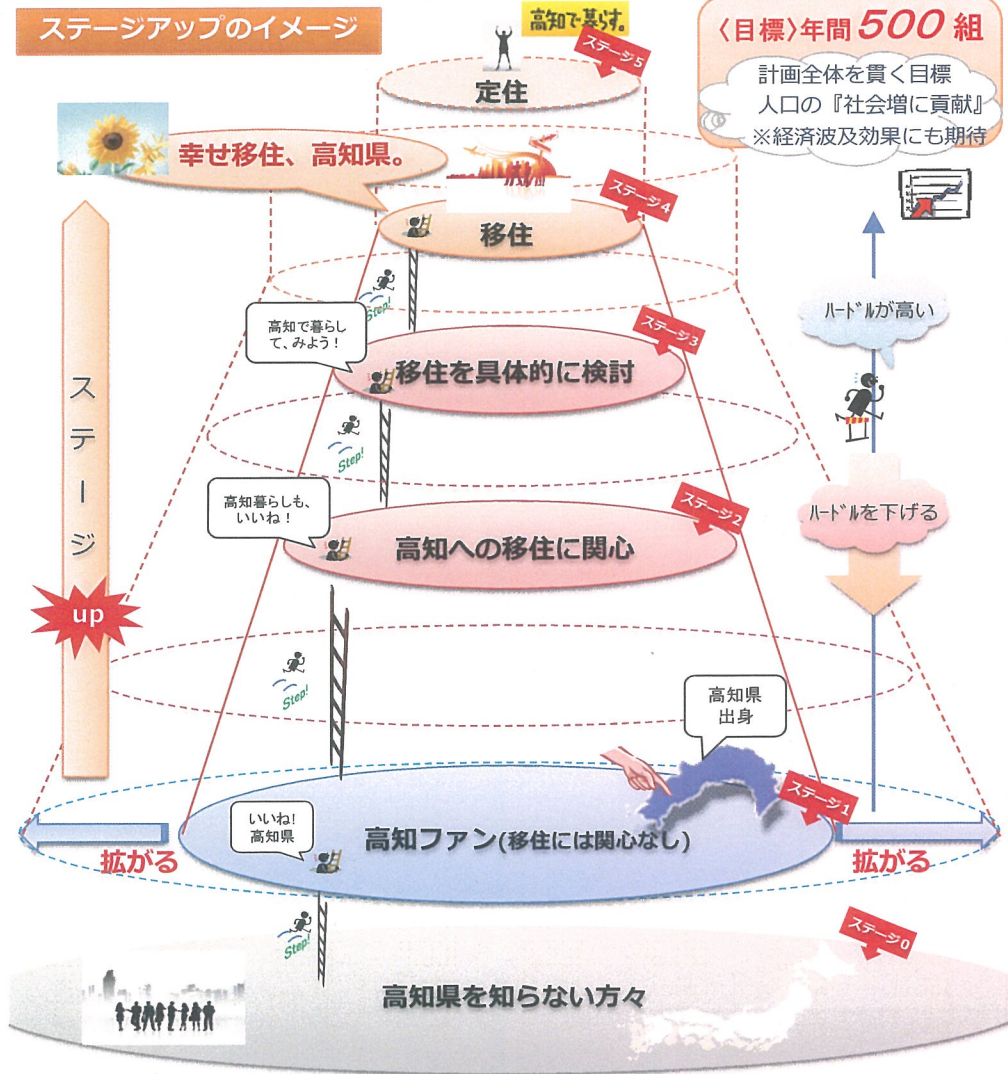 ステージアップのイメージ
高知で暮らす。
〈目標〉年間500組
計画全体を貫く目標
人口の『社会増に貢献』
※経済波及効果にも期待
ステージ5
定住
幸せ移住、高知県。
ステージ4
移住
Step!
ハードルが高い
高知で暮らし
て、みよう！
ステージ3
移住を具体的に検討
ステージ
up
Step!
高知暮らしも、
いいね！
ステージ2
高知への移住に関心
ハードルを下げる
Step!
高知県
出身
ステージ1
いいね!
高知県
高知ファン(移住には関心なし)
拡がる
拡がる
Step!
ステージ0
高知県を知らない方々